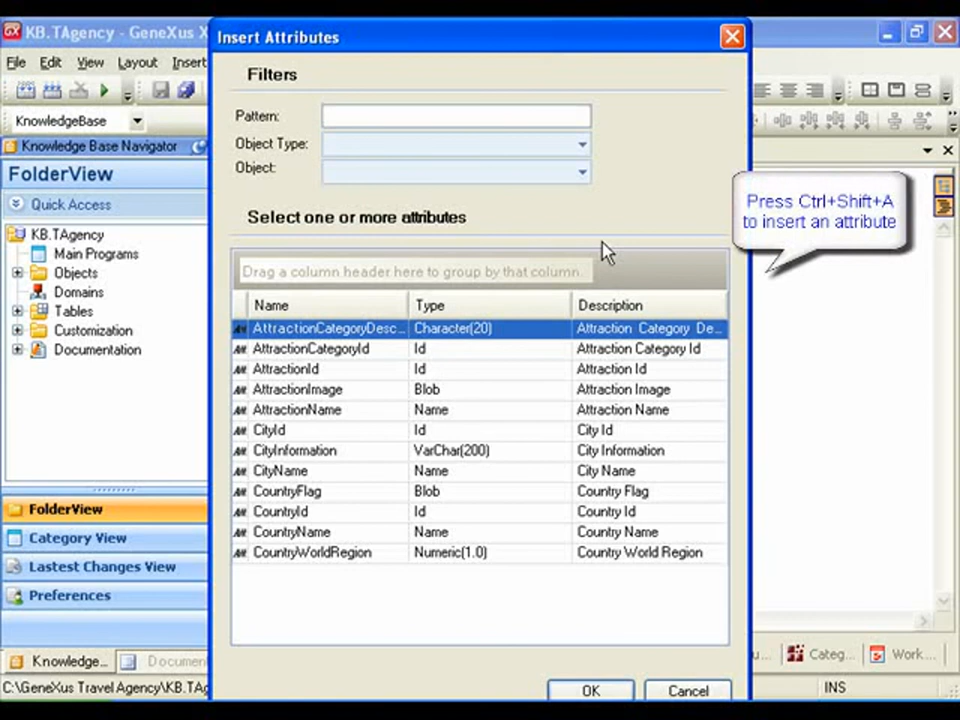 KB.TAgency - GeneXus X
Insert Attributes
File Edit View Layout Insert
Filters
Pattern:
KnowledgeBase
Object Type:
Knowledge Base Navigator
Object:
FolderView
Press Ctrl+Shift+A
to insert an attribute
Quick Access
Select one or more attributes
KB.TAgency
Main Programs
Objects
Domains
Tables
Customization
Documentation
Drag a column header here to group by that column.
Name Type Description
AttractionCategoryDesc... Character(20) Attraction Category De...
AttractionCategoryId Id Attraction Category Id
AttractionId Id Attraction Id
AttractionImage Blob Attraction Image
AttractionName Name Attraction Name
CityId Id City Id
CityInformation VarChar(200) City Information
CityName Name City Name
CountryFlag Blob Country Flag
CountryId Id Country Id
CountryName Name Country Name
CountryWorldRegion Numeric(1.0) Country World Region
FolderView
Category View
Lastest Changes View
Preferences
Knowledge... Documen
Categ... Work...
OK Cancel
C:\GeneXus Travel Agency\KB.TAg
INS